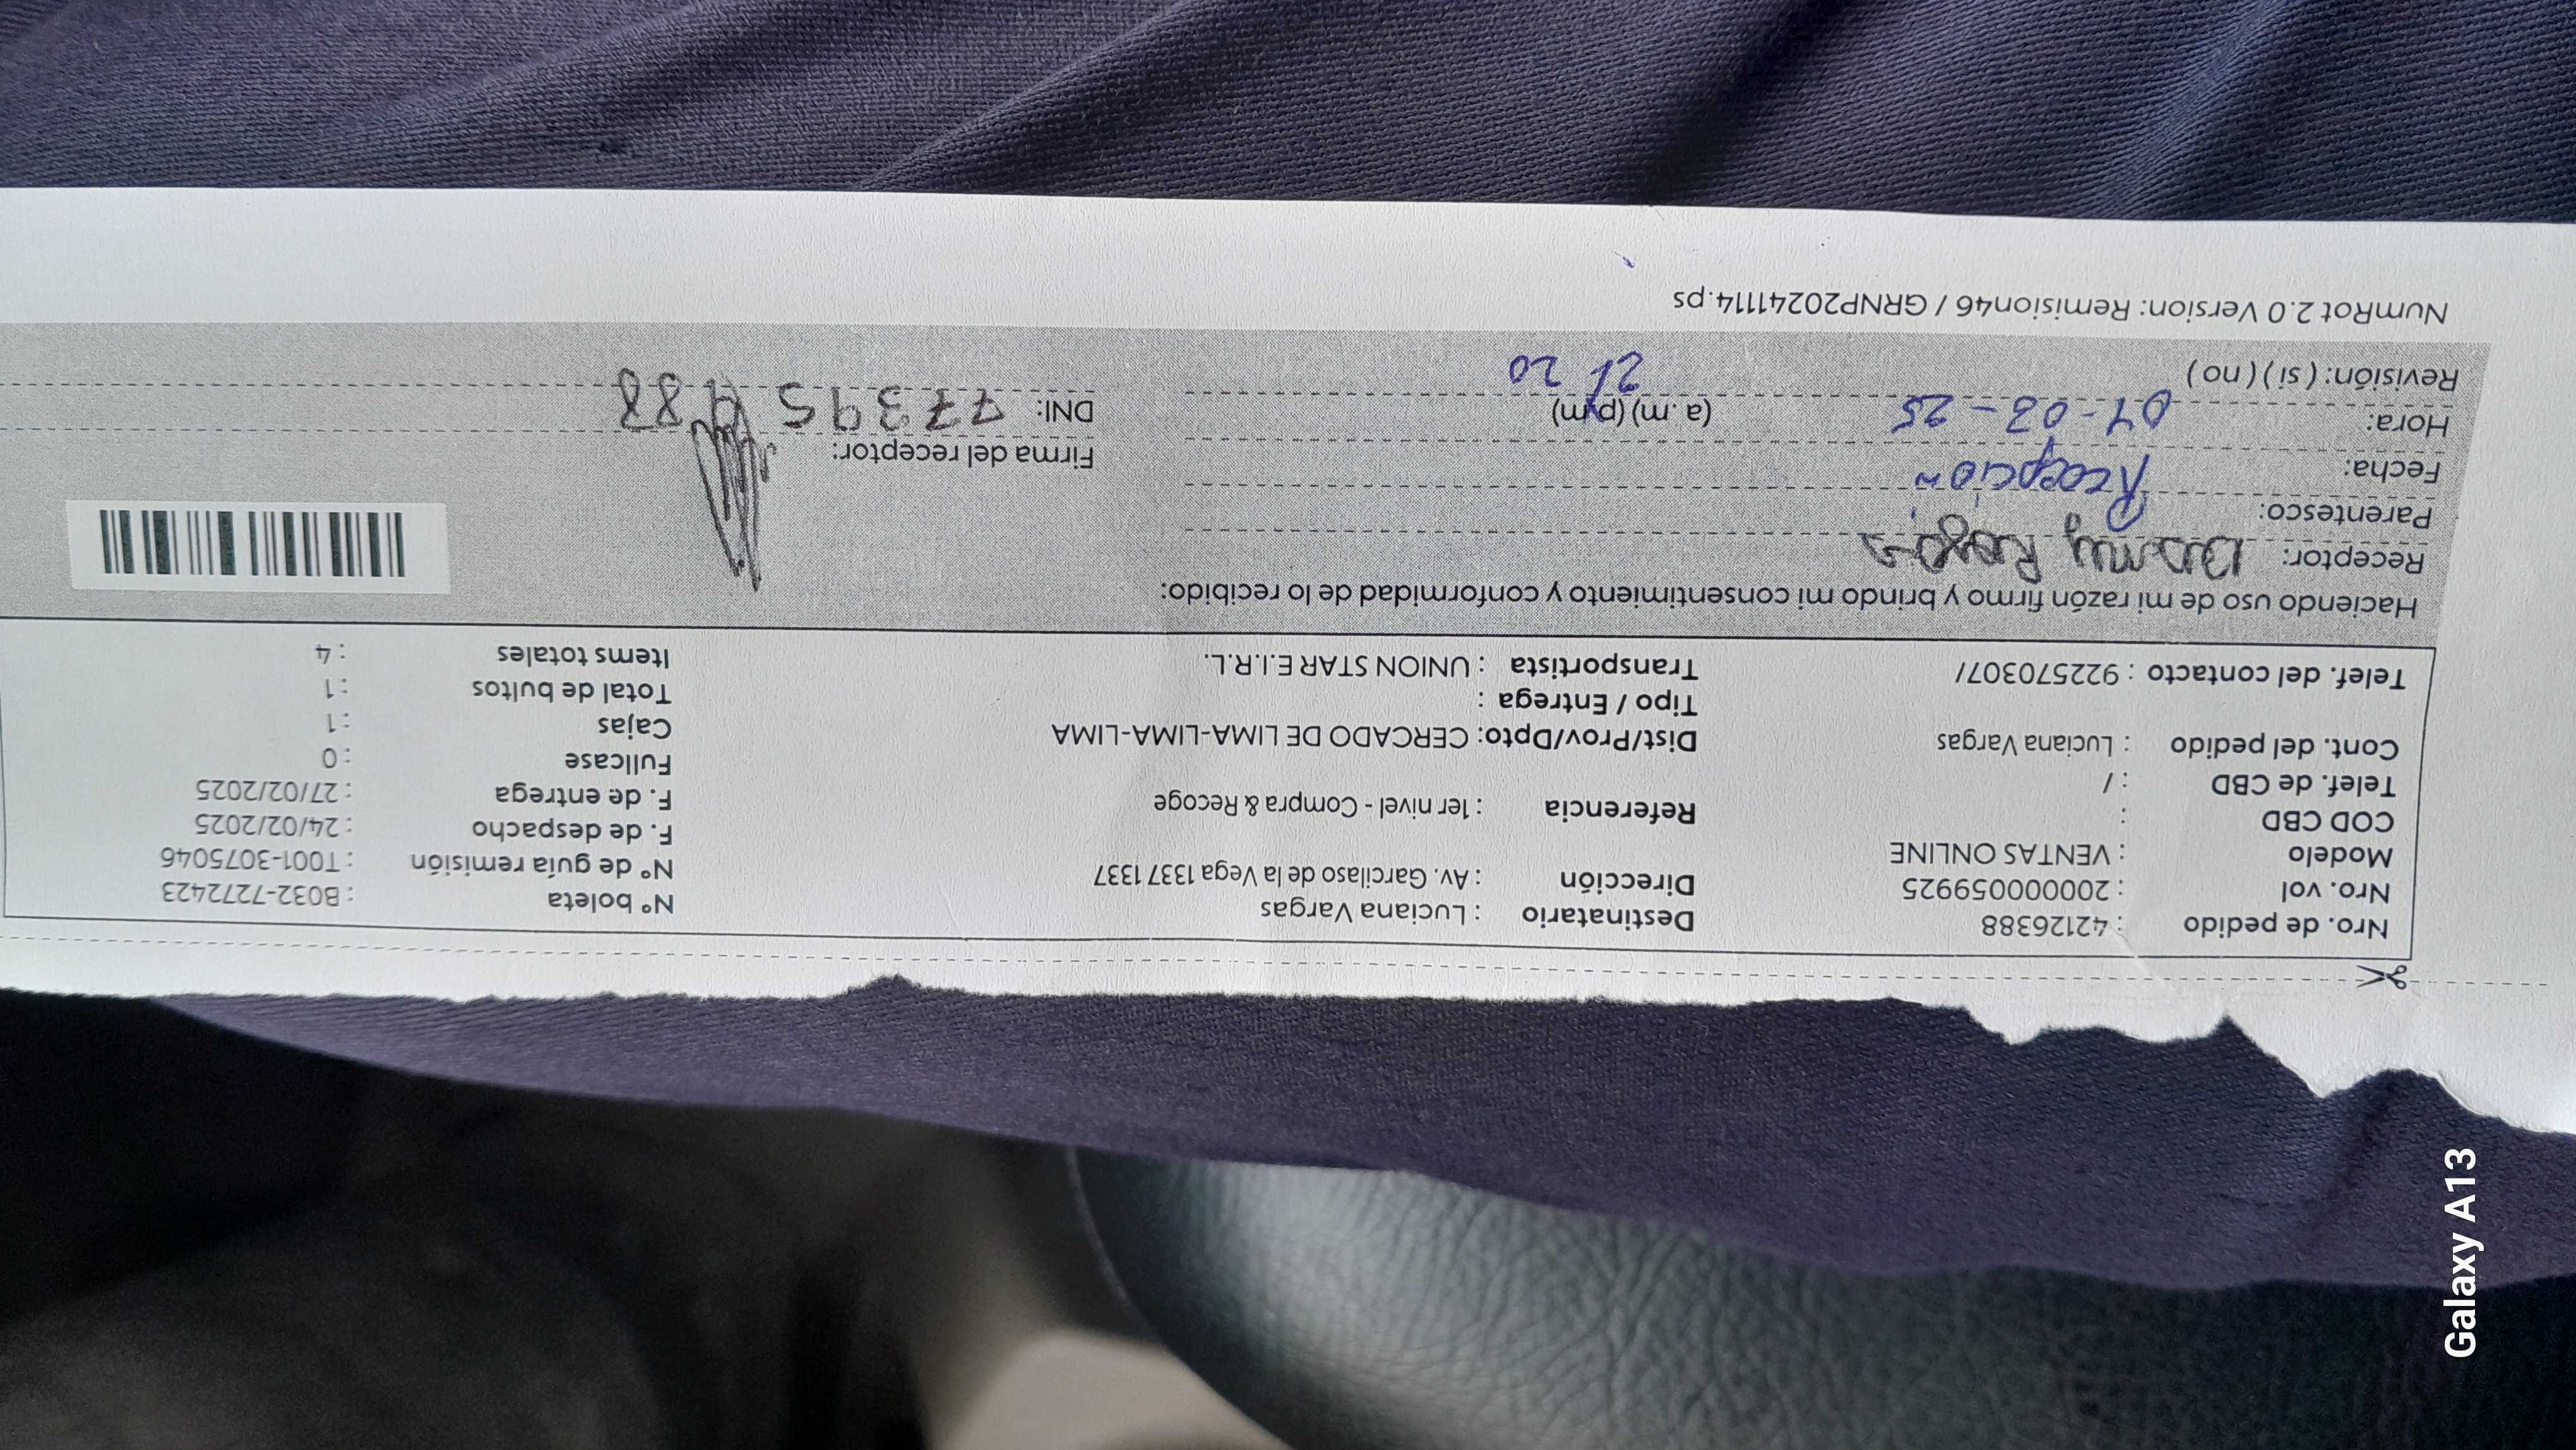 Nro. de pedido : 42126388
Nro. vol : 20000059925
Modelo : VENTAS ONLINE
COD CBD :
Telef. de CBD : /
Cont. del pedido : Luciana Vargas
Telef. del contacto : 922570307/
Destinatario : Luciana Vargas
Dirección : Av. Garcilaso de la Vega 1337 1337
Referencia : 1er nivel - Compra & Recoge
Dist/Prov/Dpto: CERCADO DE LIMA-LIMA-LIMA
Tipo / Entrega :
Transportista : UNION STAR E.I.R.L.
Nº boleta : B032-7272423
Nº de guía remisión : T001-3075046
F. de despacho : 24/02/2025
F. de entrega : 27/02/2025
Fullcase : 0
Cajas : 1
Total de bultos : 1
Items totales : 4
Haciendo uso de mi razón firmo y brindo mi consentimiento y conformidad de lo recibido:
Receptor:
Parentesco: Recepción
Fecha: 04-03-25
Hora: (a.m) (p.m) 21 20
Revisión: (si) (no)
Firma del receptor:
DNI: 77395488
NumRot 2.0 Version: Remision46 / GRNP20241114.ps
Galaxy A13